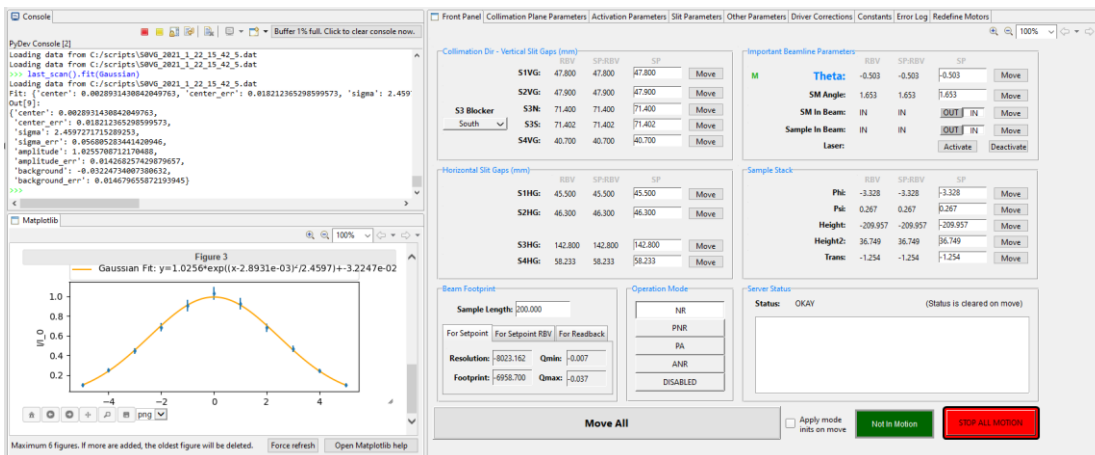 Console
Buffer 1% full. Click to clear console now.
PyDev Console [2]
Loading data from C:/scripts\S0VG_2021_1_22_15_42_5.dat
>>> last_scan().fit(Gaussian)
Loading data from C:/scripts\S0VG_2021_1_22_15_42_5.dat
Fit: {'center': 0.0028931430842049763, 'center_err': 0.018212365298599573, 'sigma': 2.4597
Out[9]:
{'center': 0.0028931430842049763,
'center_err': 0.018212365298599573,
'sigma': 2.4597271715289253,
'sigma_err': 0.056805283441420946,
'amplitude': 1.0255708712170488,
'amplitude_err': 0.014268257429879657,
'background': -0.03224734007380632,
'background_err': 0.014679655872193945}
>>>
Matplotlib
100%
Figure 3
Gaussian Fit: y=1.0256*exp((x-2.8931e-03)²/2.4597)+-3.2247e-02
I/I_0
1.0
0.8
0.6
0.4
0.2
−4 −2 0 2 4
png
Maximum 6 figures. If more are added, the oldest figure will be deleted. Force refresh Open Matplotlib help
Front Panel Collimation Plane Parameters Activation Parameters Slit Parameters Other Parameters Driver Corrections Constants Error Log Redefine Motors
100%
Collimation Dir - Vertical Slit Gaps (mm)
RBV SP:RBV SP
S1VG: 47.800 47.800 47.800 Move
S2VG: 47.900 47.900 47.900 Move
S3 Blocker
South
S3N: 71.400 71.400 71.400 Move
S3S: 71.402 71.402 71.402 Move
S4VG: 40.700 40.700 40.700 Move
Important Beamline Parameters
RBV SP:RBV SP
M Theta: -0.503 -0.503 -0.503 Move
SM Angle: 1.653 1.653 1.653 Move
SM In Beam: IN IN OUT IN Move
Sample In Beam: IN IN OUT IN Move
Laser: Activate Deactivate
Horizontal Slit Gaps (mm)
RBV SP:RBV SP
S1HG: 45.500 45.500 45.500 Move
S2HG: 46.300 46.300 46.300 Move
S3HG: 142.800 142.800 142.800 Move
S4HG: 58.233 58.233 58.233 Move
Sample Stack
RBV SP:RBV SP
Phi: -3.328 -3.328 -3.328 Move
Psi: 0.267 0.267 0.267 Move
Height: -209.957 -209.957 -209.957 Move
Height2: 36.749 36.749 36.749 Move
Trans: -1.254 -1.254 -1.254 Move
Beam Footprint
Sample Length: 200.000
For Setpoint For Setpoint RBV For Readback
Resolution: -8023.162 Qmin: -0.007
Footprint: -6958.700 Qmax: -0.037
Operation Mode
NR
PNR
PA
ANR
DISABLED
Server Status
Status: OKAY (Status is cleared on move)
Move All
Apply mode
inits on move
Not In Motion
STOP ALL MOTION